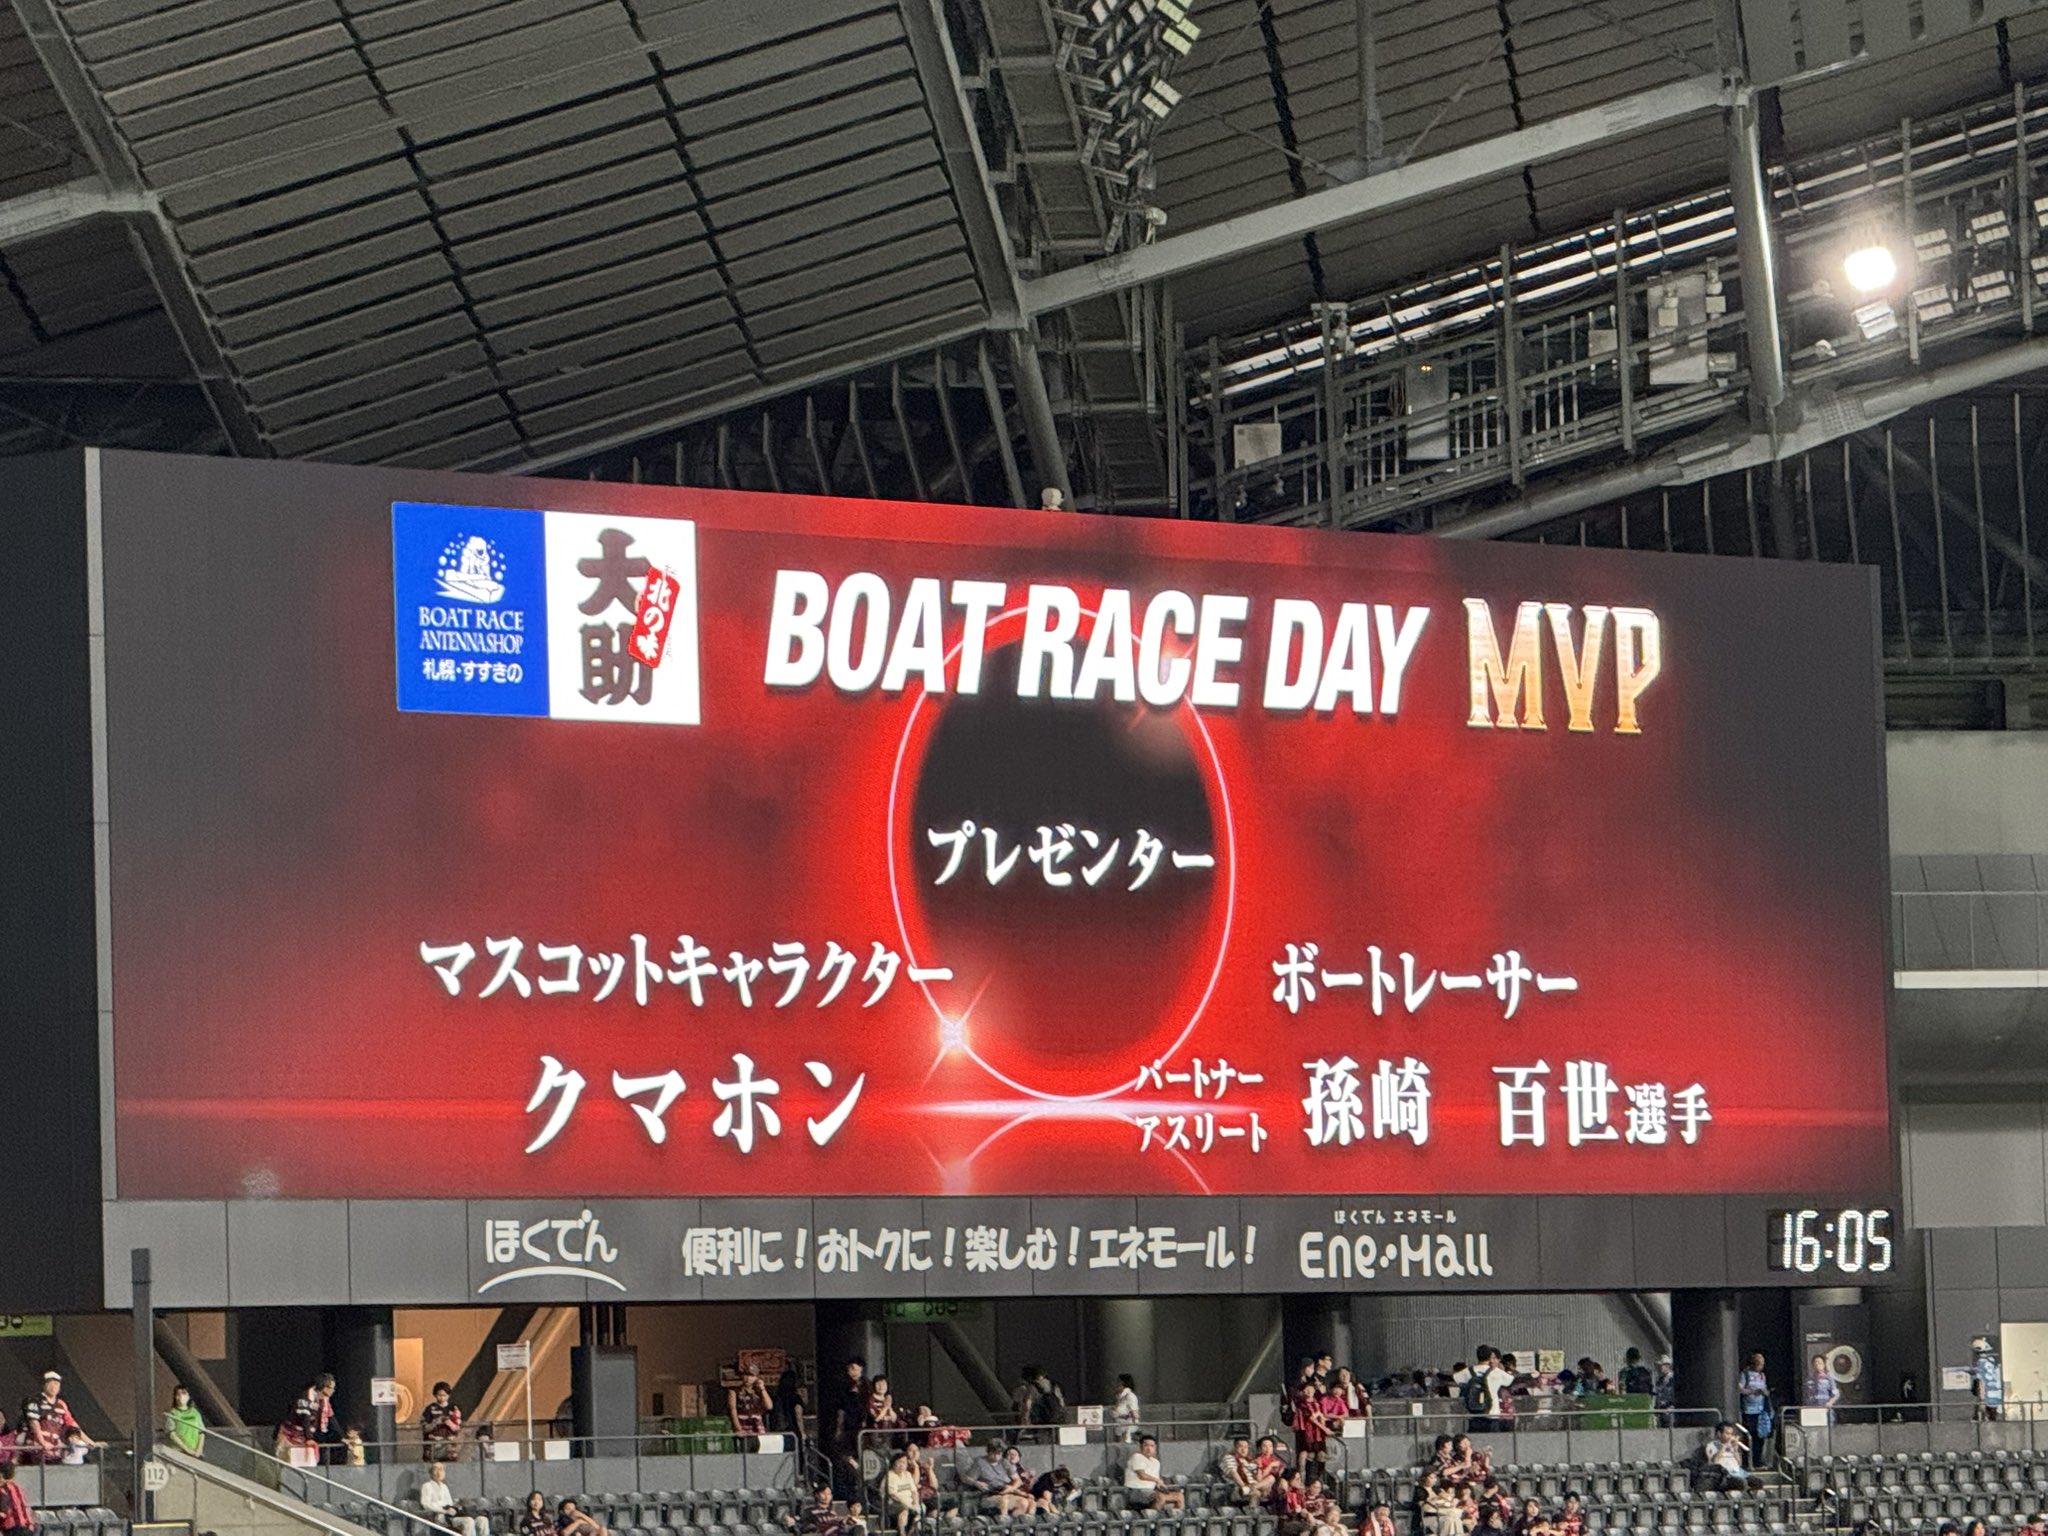 BOAT RACE
ANTENNASHOP
札幌・すすきの
大助
北の味
BOAT RACE DAY MVP
プレゼンター
マスコットキャラクター
クマホン
ボートレーサー
パートナー
アスリート
孫崎 百世選手
ほくでん
便利に！おトクに！楽しむ！エネモール！
ほくでん エネモール
Ene・Mall
16:05
112
113